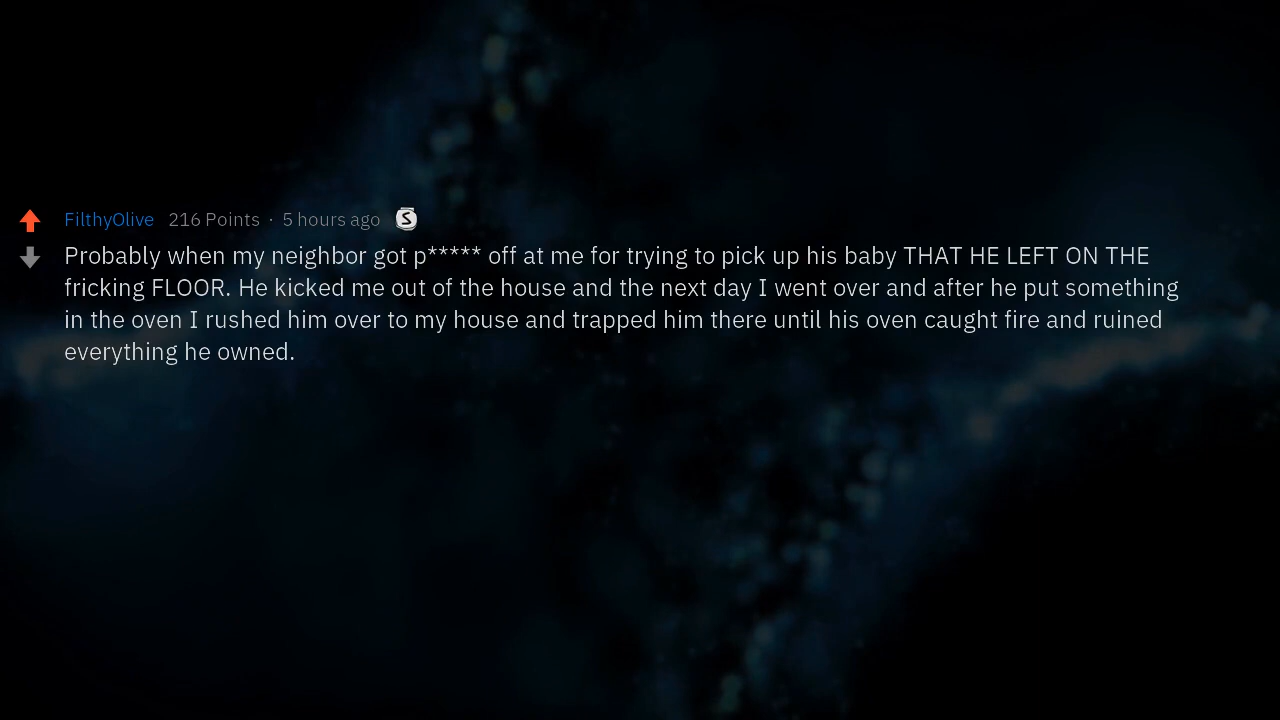 FilthyOlive 216 Points · 5 hours ago S
Probably when my neighbor got p***** off at me for trying to pick up his baby THAT HE LEFT ON THE
fricking FLOOR. He kicked me out of the house and the next day I went over and after he put something
in the oven I rushed him over to my house and trapped him there until his oven caught fire and ruined
everything he owned.